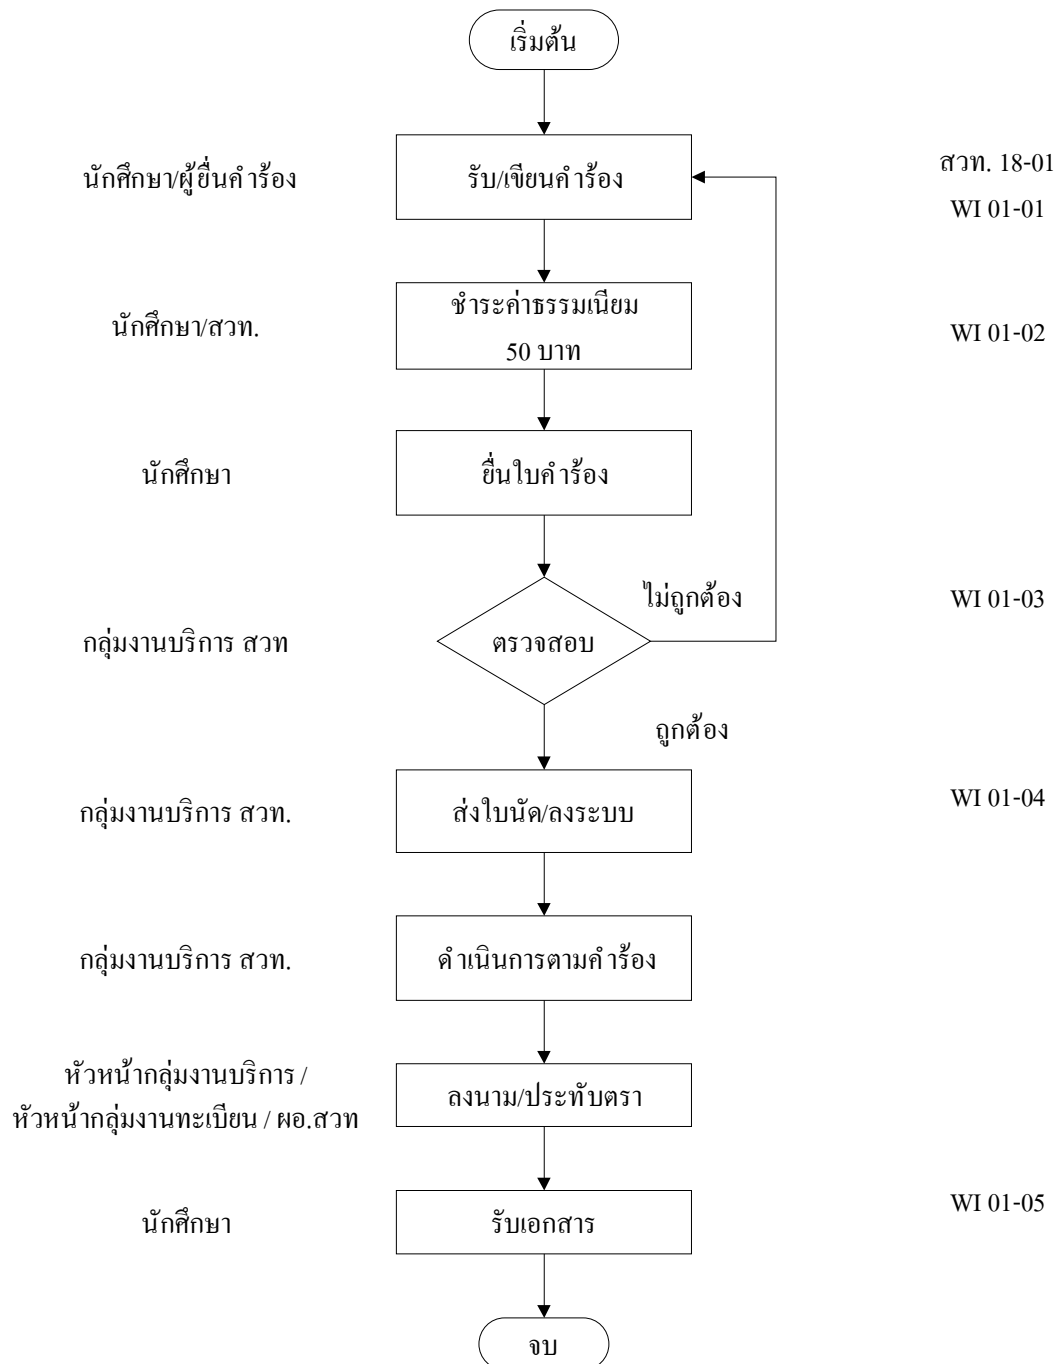 เริ่มต้น
นักศึกษา/ผู้ยื่นคำร้อง
รับ/เขียนคำร้อง
สวท. 18-01
WI 01-01
นักศึกษา/สวท.
ชำระค่าธรรมเนียม
50 บาท
WI 01-02
นักศึกษา
ยื่นใบคำร้อง
ไม่ถูกต้อง
WI 01-03
กลุ่มงานบริการ สวท
ตรวจสอบ
ถูกต้อง
กลุ่มงานบริการ สวท.
ส่งใบนัด/ลงระบบ
WI 01-04
กลุ่มงานบริการ สวท.
ดำเนินการตามคำร้อง
หัวหน้ากลุ่มงานบริการ /
หัวหน้ากลุ่มงานทะเบียน / ผอ.สวท
ลงนาม/ประทับตรา
นักศึกษา
รับเอกสาร
WI 01-05
จบ